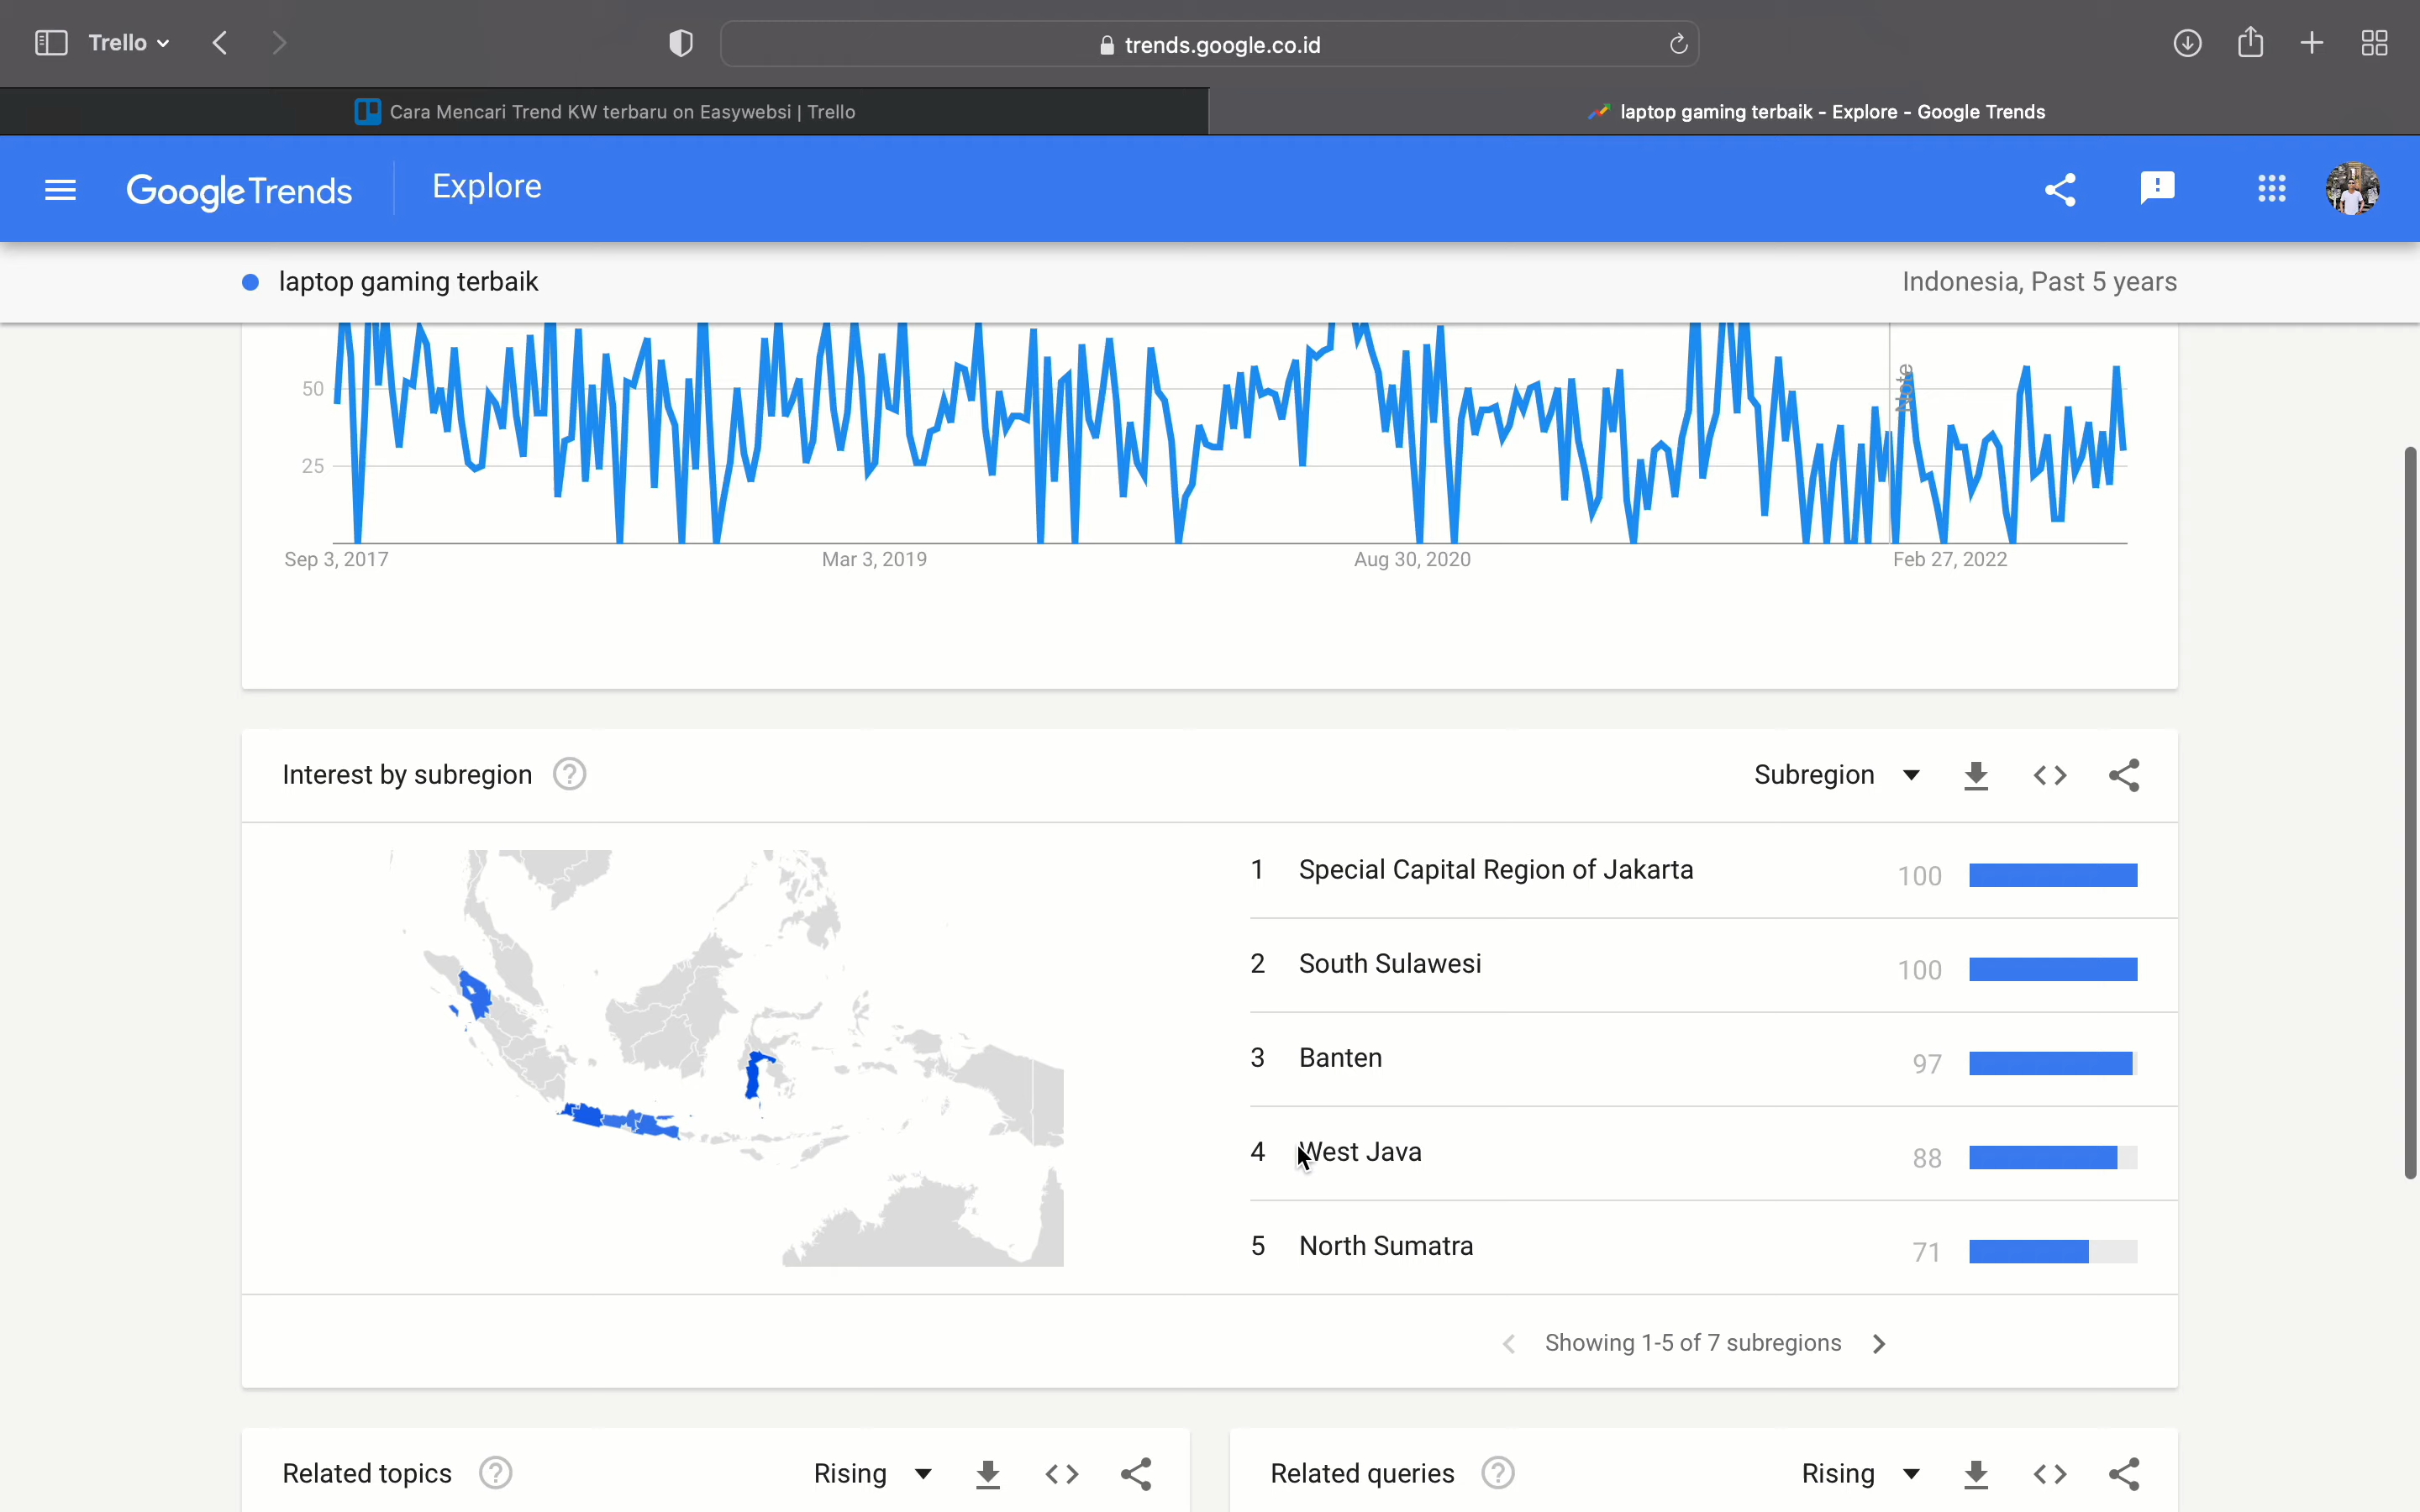 Trello
trends.google.co.id
Cara Mencari Trend KW terbaru on Easywebsi | Trello
laptop gaming terbaik - Explore - Google Trends
Google Trends
Explore
laptop gaming terbaik
Indonesia, Past 5 years
50
25
Note
Sep 3, 2017
Mar 3, 2019
Aug 30, 2020
Feb 27, 2022
Interest by subregion
Subregion
1 Special Capital Region of Jakarta 100
2 South Sulawesi 100
3 Banten 97
4 West Java 88
5 North Sumatra 71
Showing 1-5 of 7 subregions
Related topics
Rising
Related queries
Rising